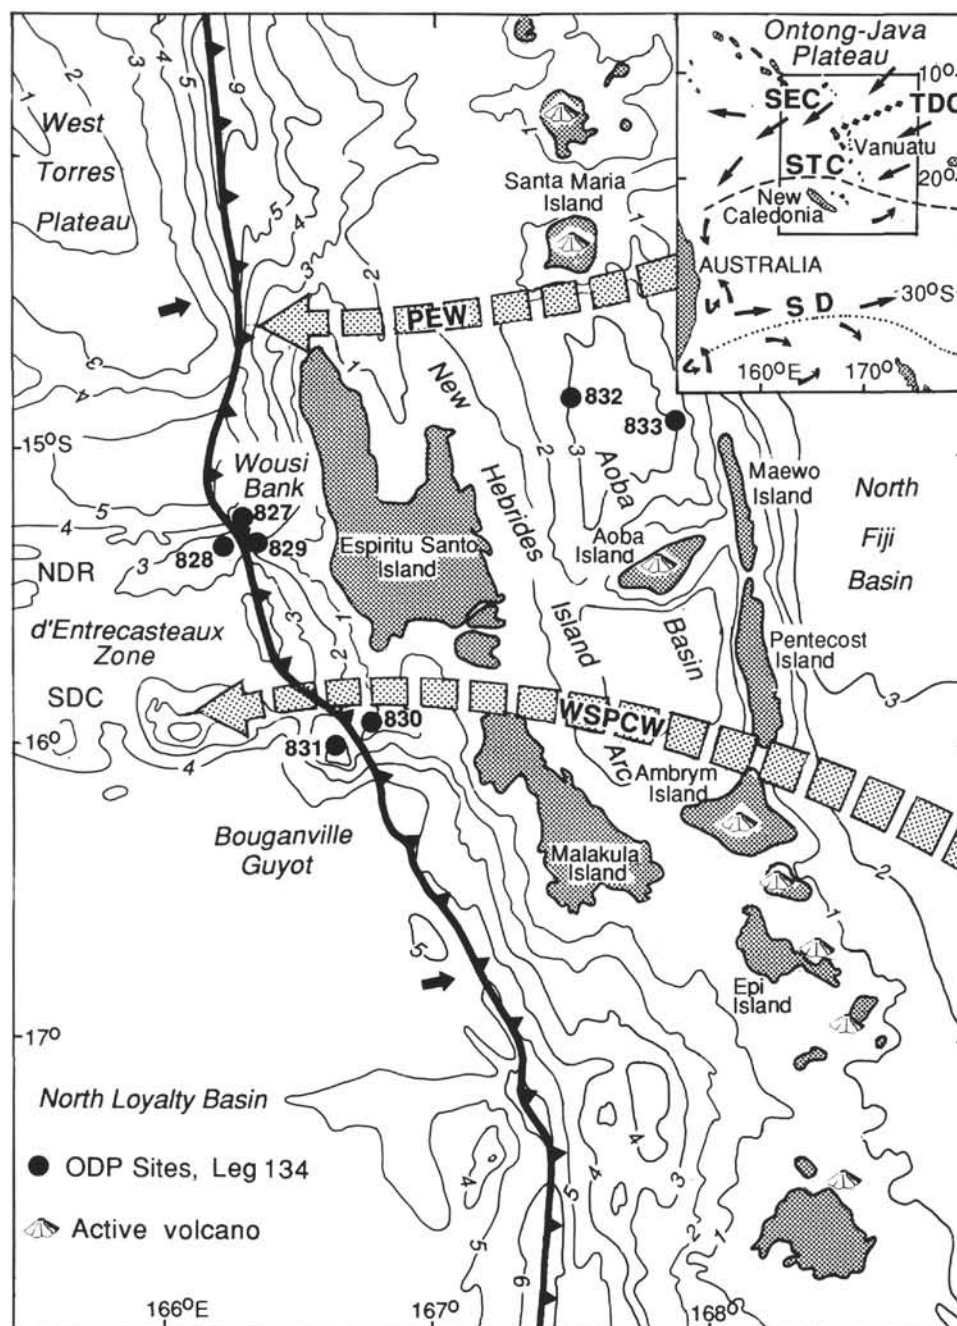 Ontong-Java
Plateau
10°
SEC
TDC
Vanuatu
STC
20°
New
Caledonia
AUSTRALIA
SD
30°S
160°E
170°
West
Torres
Plateau
Santa Maria
Island
PEW
New
Hebrides
Island
Arc
832
833
Aoba
Basin
15°S
Wousi
Bank
827
828
829
NDR
Espiritu Santo
Island
Aoba
Island
Maewo
Island
North
Fiji
Basin
d'Entrecasteaux
Zone
SDC
Pentecost
Island
WSPCW
830
831
16°
Ambrym
Island
Bouganville
Guyot
Malakula
Island
Epi
Island
17°
North Loyalty Basin
ODP Sites, Leg 134
Active volcano
166°E
167°
168°